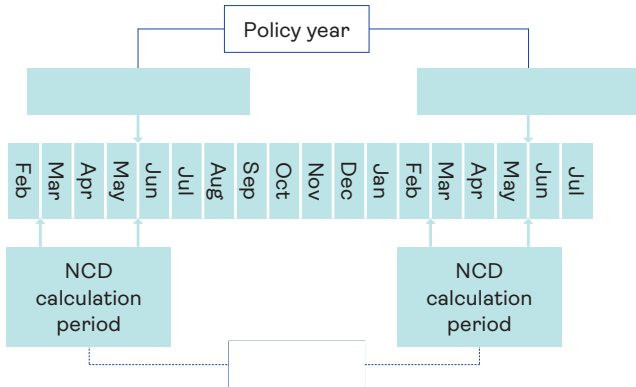 Policy year
Feb Mar Apr May Jun Jul Aug Sep Oct Nov Dec Jan Feb Mar Apr May Jun Jul
NCD
calculation
period
NCD
calculation
period